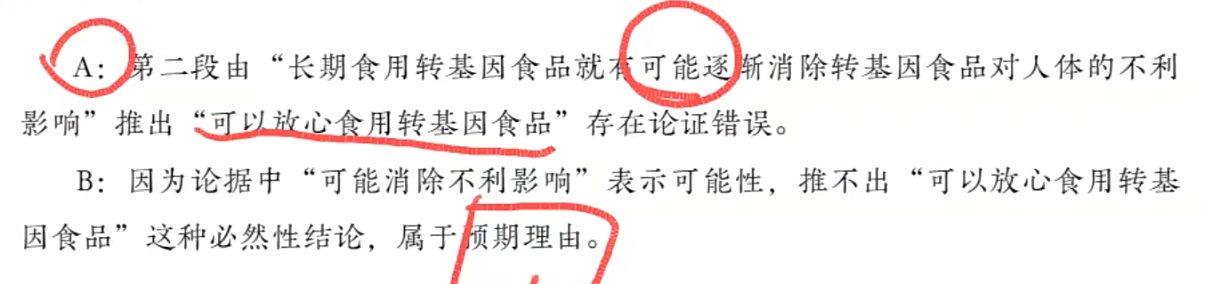 A：第二段由“长期食用转基因食品就有可能逐渐消除转基因食品对人体的不利
影响”推出“可以放心食用转基因食品”存在论证错误。
B：因为论据中“可能消除不利影响”表示可能性，推不出“可以放心食用转基
因食品”这种必然性结论，属于预期理由。